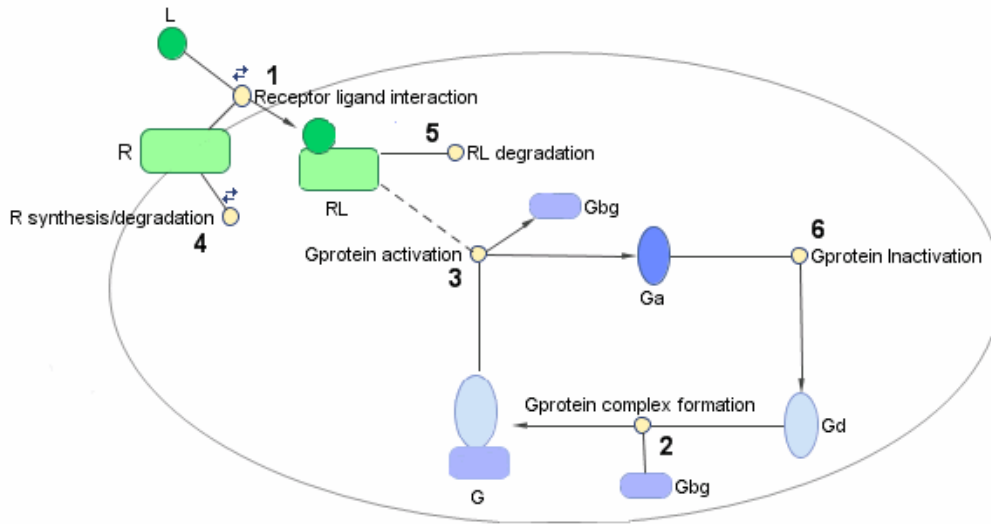 L
1
Receptor ligand interaction
R
5
RL degradation
RL
R synthesis/degradation
4
Gbg
6
Gprotein activation
3
Gprotein Inactivation
Ga
Gprotein complex formation
Gd
2
G
Gbg